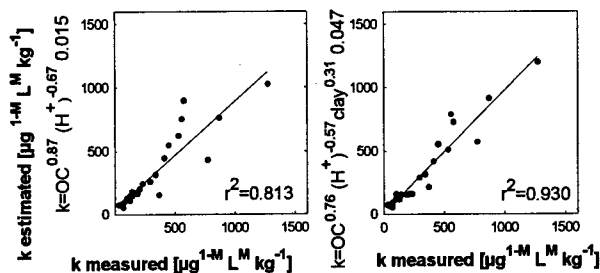 k estimated [µg^1-M L^M kg^-1]
k=OC^0.87 (H^+)^-0.67 0.015
1500
1000
500
0
r²=0.813
500 1000 1500
k measured [µg^1-M L^M kg^-1]
k=OC^0.76 (H^+)^-0.57 clay^0.31 0.047
1500
1000
500
0
r²=0.930
0 500 1000 1500
k measured [µg^1-M L^M kg^-1]